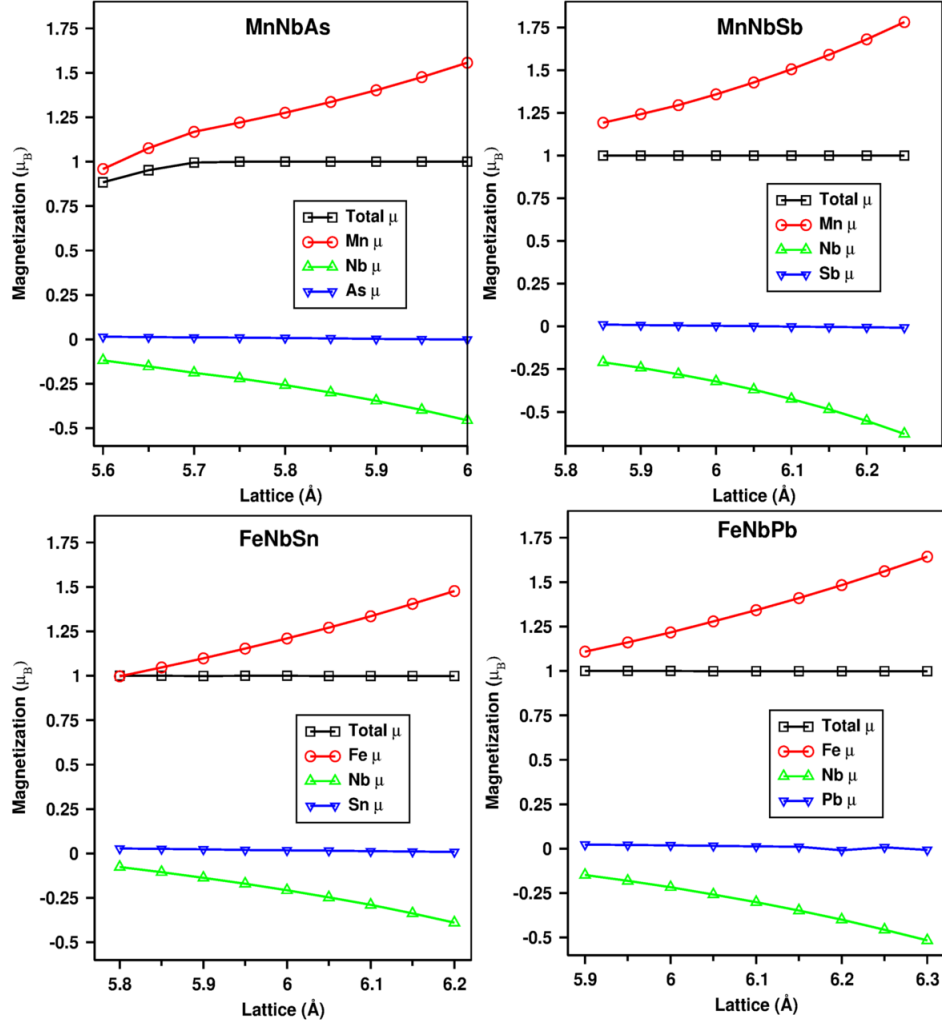 MnNbAs
Magnetization (μB)
1.75
1.5
1.25
1
0.75
0.5
0.25
0
-0.25
-0.5
Total μ
Mn μ
Nb μ
As μ
5.6
5.7
5.8
5.9
6
Lattice (Å)
MnNbSb
Magnetization (μB)
1.75
1.5
1.25
1
0.75
0.5
0.25
0
-0.25
-0.5
Total μ
Mn μ
Nb μ
Sb μ
5.8
5.9
6
6.1
6.2
Lattice (Å)
FeNbSn
Magnetization (μB)
1.75
1.5
1.25
1
0.75
0.5
0.25
0
-0.25
-0.5
Total μ
Fe μ
Nb μ
Sn μ
5.8
5.9
6
6.1
6.2
Lattice (Å)
FeNbPb
Magnetization (μB)
1.75
1.5
1.25
1
0.75
0.5
0.25
0
-0.25
-0.5
Total μ
Fe μ
Nb μ
Pb μ
5.9
6
6.1
6.2
6.3
Lattice (Å)